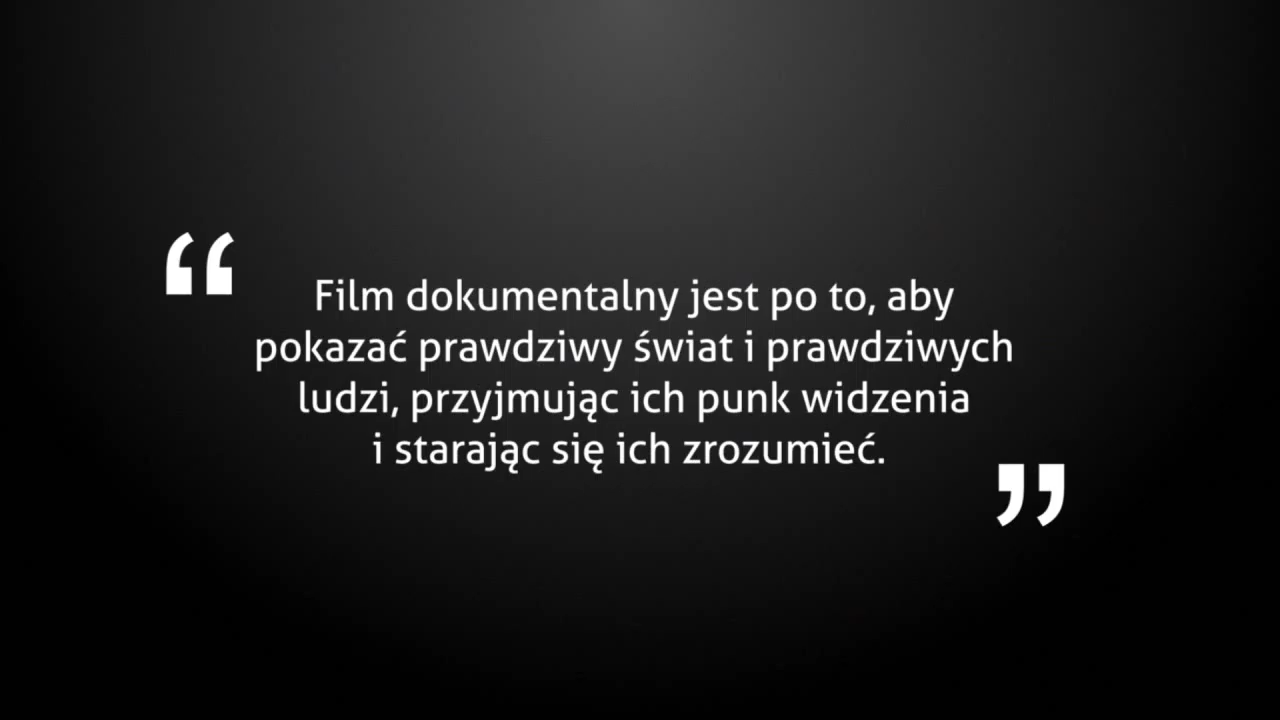 “
Film dokumentalny jest po to, aby
pokazać prawdziwy świat i prawdziwych
ludzi, przyjmując ich punk widzenia
i starając się ich zrozumieć.
”